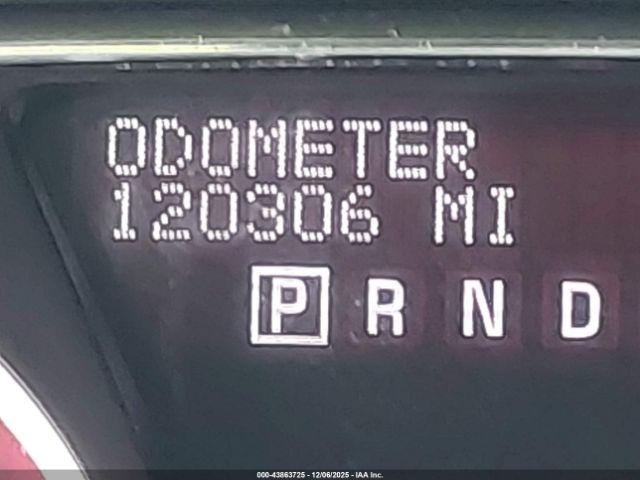 ODOMETER
120306 MI
P R N D
000-43863725 - 12/06/2025 - IAA Inc.